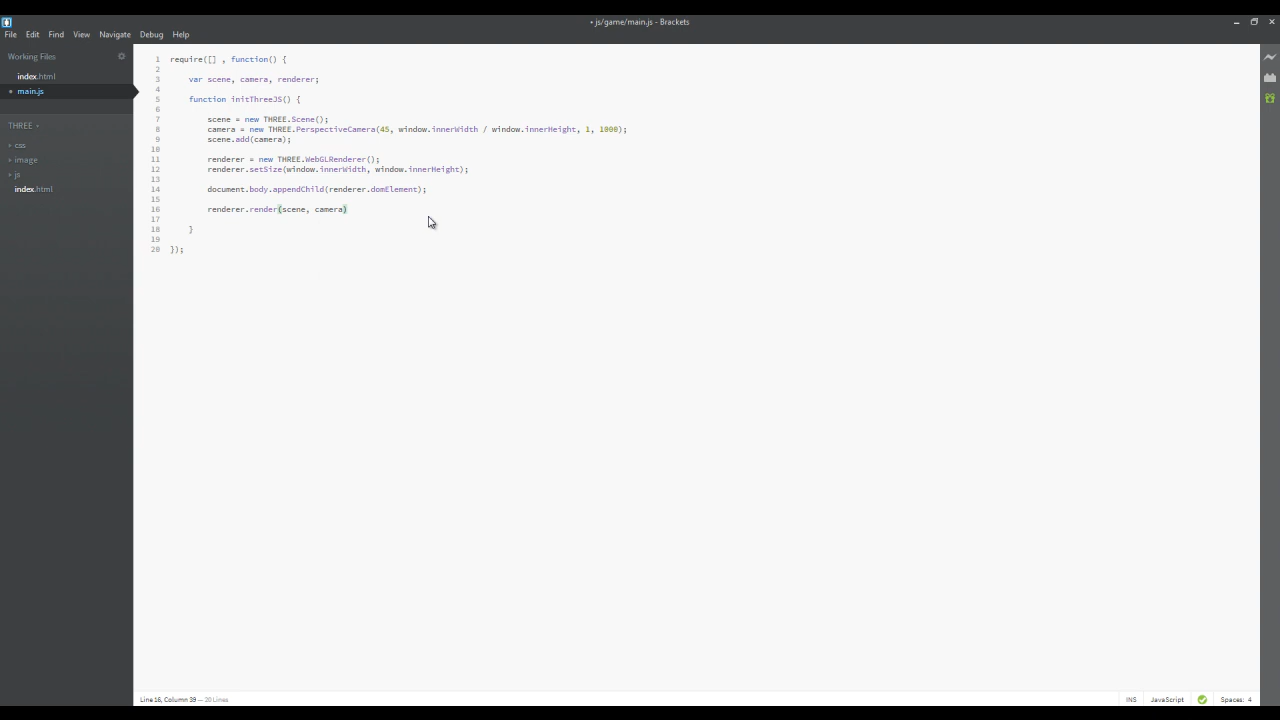 • js/game/main.js - Brackets
File Edit Find View Navigate Debug Help
Working Files
index.html
• main.js
THREE
css
image
js
index.html
1 require([] , function() {
2
3 var scene, camera, renderer;
4
5 function initThreeJS() {
6
7 scene = new THREE.Scene();
8 camera = new THREE.PerspectiveCamera(45, window.innerWidth / window.innerHeight, 1, 1000);
9 scene.add(camera);
10
11 renderer = new THREE.WebGLRenderer();
12 renderer.setSize(window.innerWidth, window.innerHeight);
13
14 document.body.appendChild(renderer.domElement);
15
16 renderer.render(scene, camera)
17
18 }
19
20 });
Line 16, Column 39 — 20 Lines INS JavaScript Spaces: 4